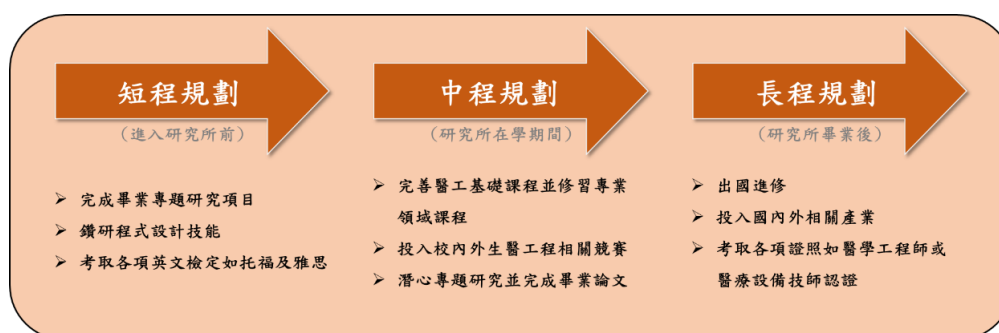 短程規劃
（進入研究所前）
➢ 完成畢業專題研究項目
➢ 鑽研程式設計技能
➢ 考取各項英文檢定如托福及雅思
中程規劃
（研究所在學期間）
➢ 完善醫工基礎課程並修習專業
領域課程
➢ 投入校內外生醫工程相關競賽
➢ 潛心專題研究並完成畢業論文
長程規劃
（研究所畢業後）
➢ 出國進修
➢ 投入國內外相關產業
➢ 考取各項證照如醫學工程師或
醫療設備技師認證